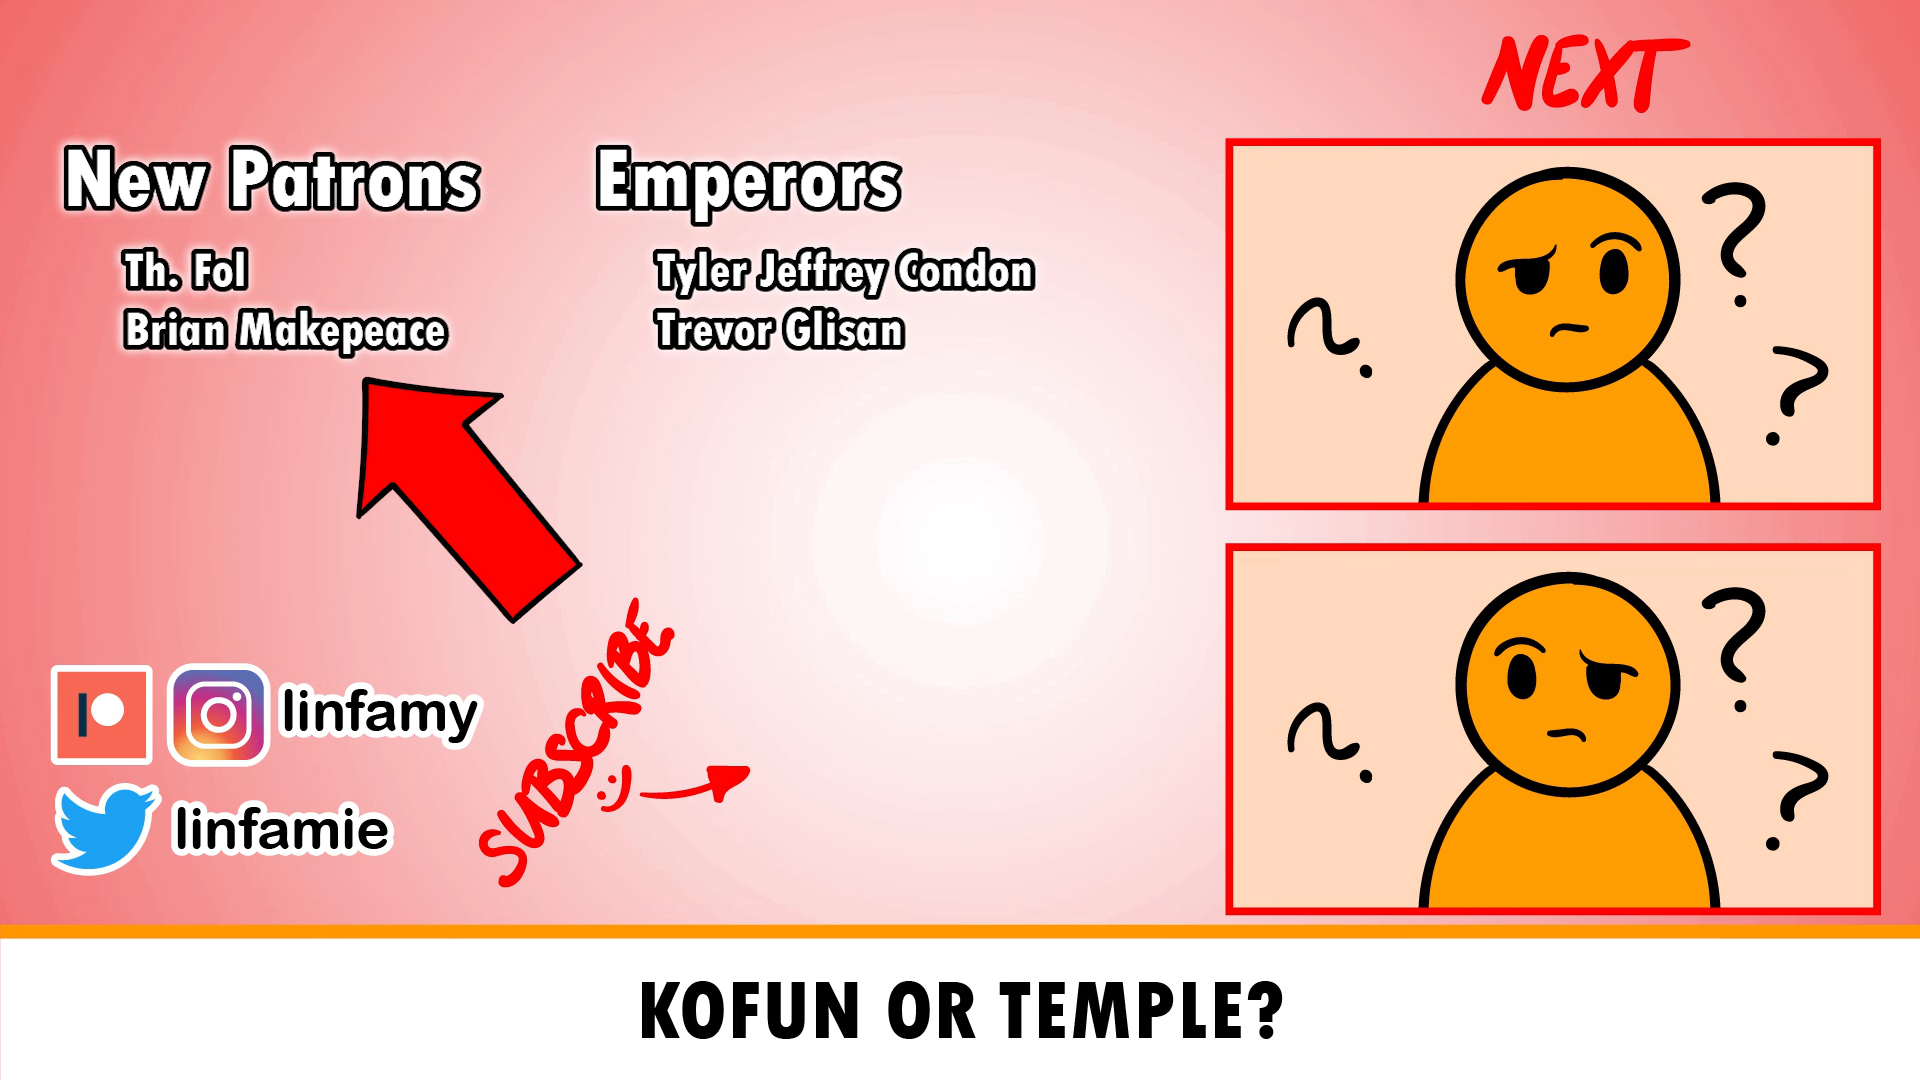 NEXT
New Patrons
Th. Fol
Brian Makepeace
Emperors
Tyler Jeffrey Condon
Trevor Glisan
? ? ?
? ? ?
linfamy
linfamie
SUBSCRIBE
:)
KOFUN OR TEMPLE?